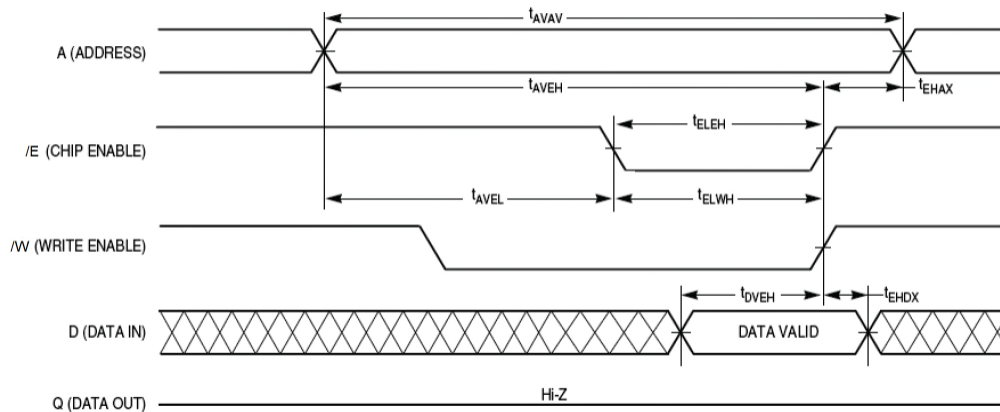 tAVAV
A (ADDRESS)
tAVEH
tEHAX
tELEH
/E (CHIP ENABLE)
tAVEL
tELWH
/W (WRITE ENABLE)
tDVEH
tEHDX
D (DATA IN)
DATA VALID
Hi-Z
Q (DATA OUT)